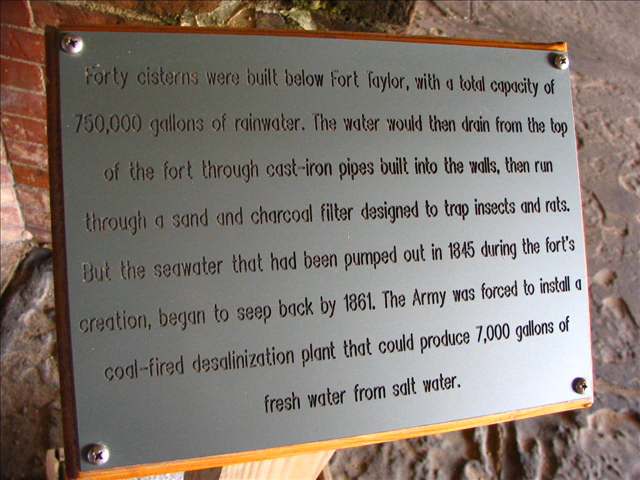 Forty cisterns were built below Fort Taylor, with a total capacity of
750,000 gallons of rainwater. The water would then drain from the top
of the fort through cast-iron pipes built into the walls, then run
through a sand and charcoal filter designed to trap insects and rats.
But the seawater that had been pumped out in 1845 during the fort's
creation, began to seep back by 1861. The Army was forced to install a
coal-fired desalinization plant that could produce 7,000 gallons of
fresh water from salt water.